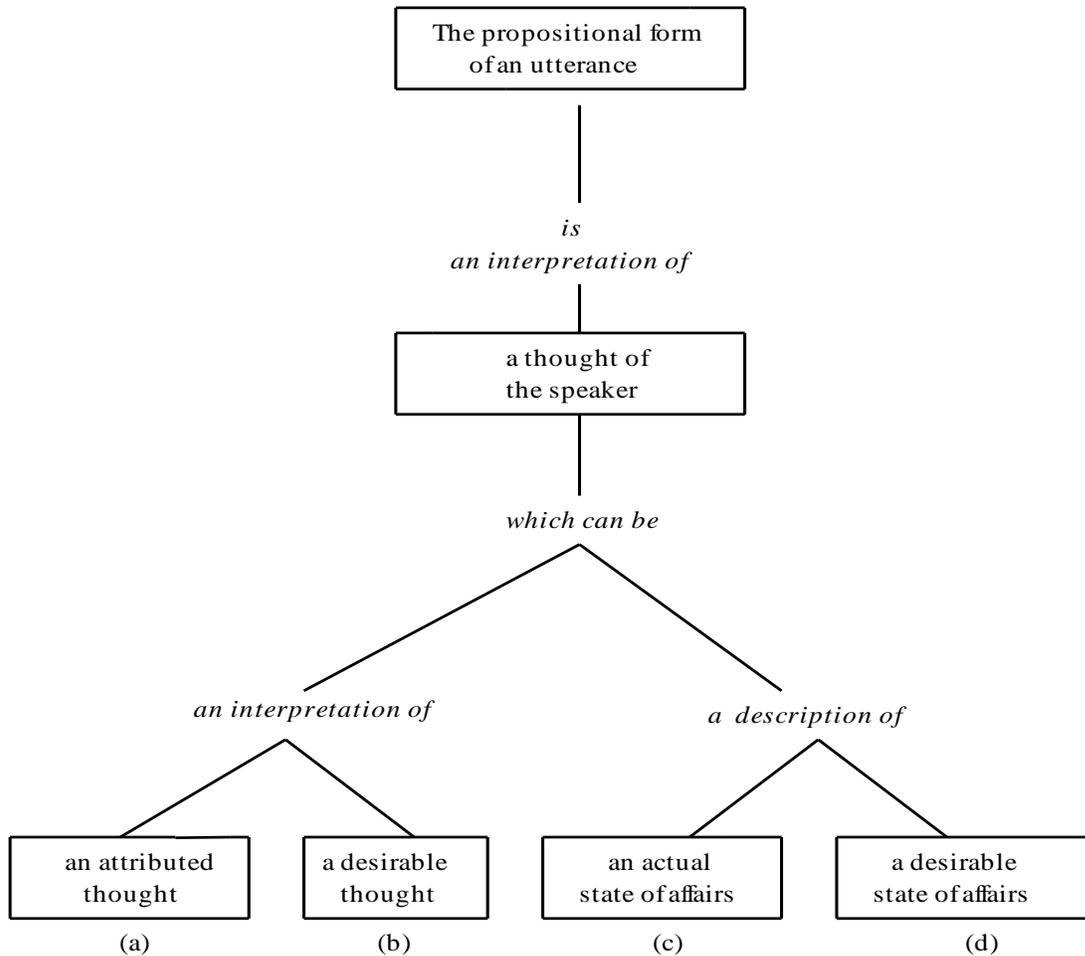 The propositional form
of an utterance
is
an interpretation of
a thought of
the speaker
which can be
an interpretation of
a description of
an attributed
thought
a desirable
thought
an actual
state of affairs
a desirable
state of affairs
(a)
(b)
(c)
(d)